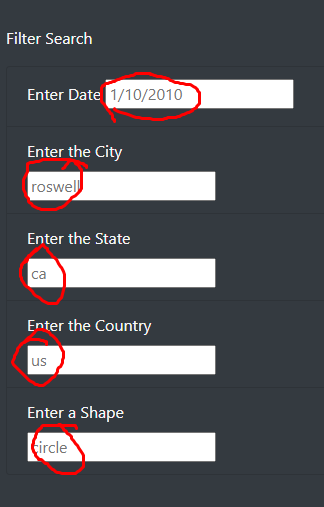 Filter Search
Enter Date 1/10/2010
Enter the City
roswell
Enter the State
ca
Enter the Country
us
Enter a Shape
circle